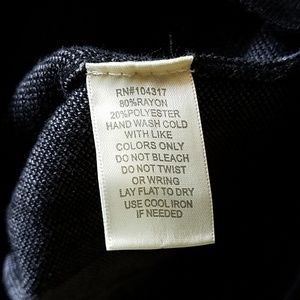 RN#104317
80%RAYON
20%POLYESTER
HAND WASH COLD
WITH LIKE
COLORS ONLY
DO NOT BLEACH
DO NOT TWIST
OR WRING
LAY FLAT TO DRY
USE COOL IRON
IF NEEDED